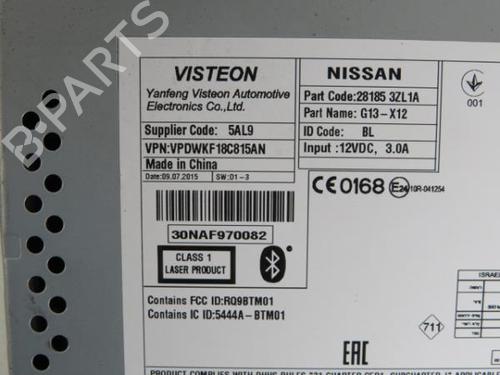 B-PARTS
VISTEON
Yanfeng Visteon Automotive
Electronics Co.,Ltd.
Supplier Code: 5AL9
VPN:VPDWKF18C815AN
Made in China
Date:09.07.2015 SW:01-3
30NAF970082
CLASS 1
LASER PRODUCT
Contains FCC ID:RQ9BTM01
Contains IC ID:5444A-BTM01
NISSAN
Part Code:28185 3ZL1A
Part Name: G13-X12
ID Code: BL
Input :12VDC, 3.0A
CE0168 E24 10R-041254
001
ISRAEL
711
EAC